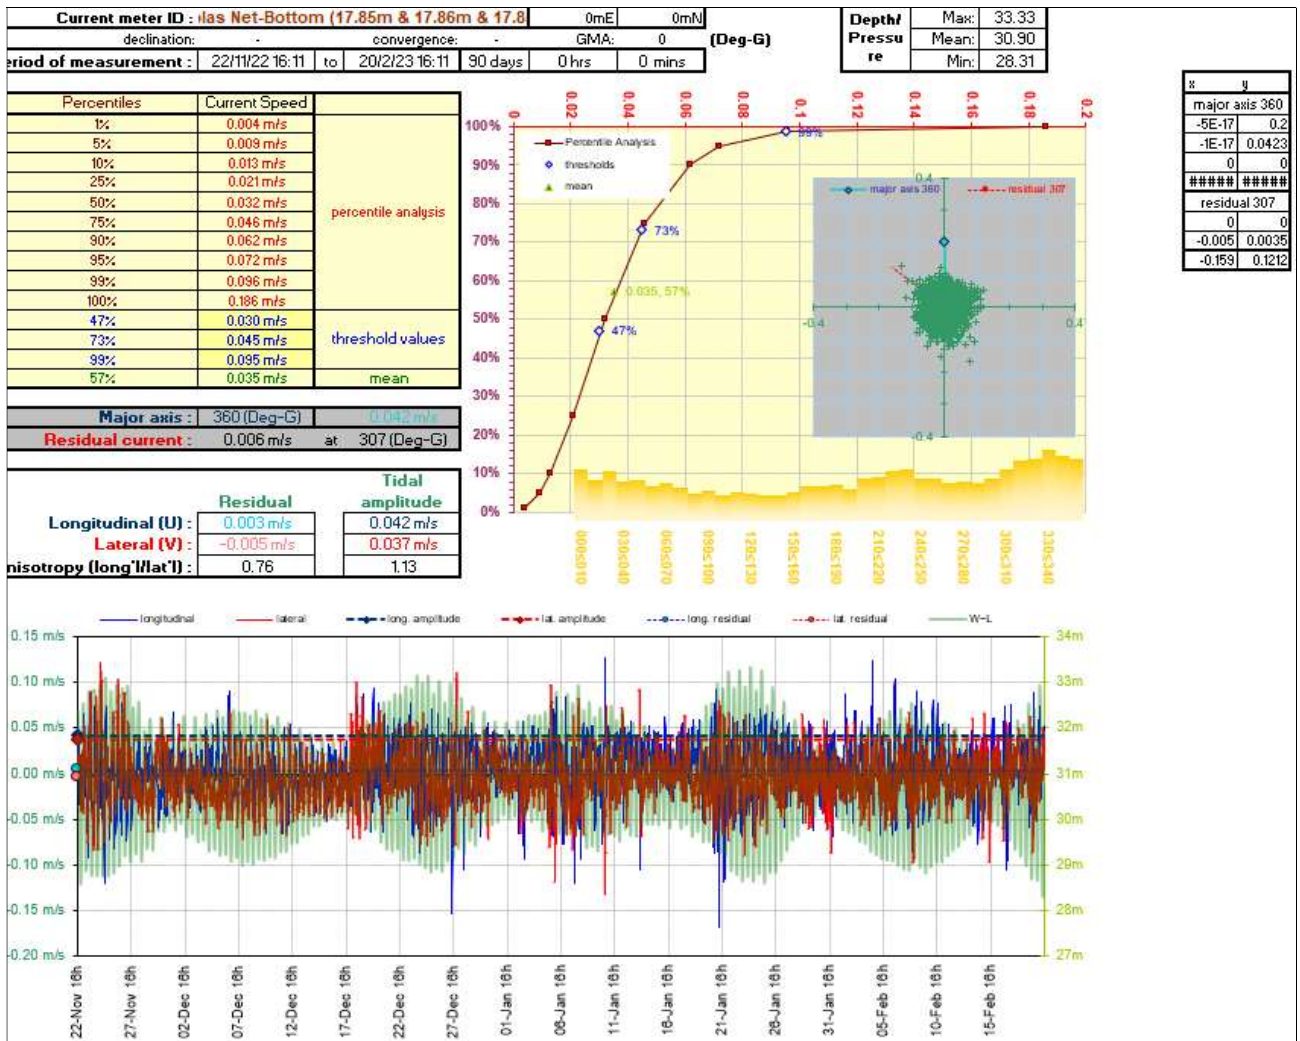 Current meter ID : las Net-Bottom (17.85m & 17.86m & 17.8 0mE 0mN
declination: - convergence: - GMA: 0 (Deg-G)
eriod of measurement : 22/11/22 16:11 to 20/2/23 16:11 90 days 0 hrs 0 mins
Depth/ Pressu re
Max: 33.33
Mean: 30.90
Min: 28.31
x y
major axis 360
-5E-17 0.2
-1E-17 0.0423
0 0
##### #####
residual 307
0 0
-0.005 0.0035
-0.159 0.1212
Percentiles Current Speed
1% 0.004 m/s
5% 0.009 m/s
10% 0.013 m/s
25% 0.021 m/s
50% 0.032 m/s
75% 0.046 m/s
90% 0.062 m/s
95% 0.072 m/s
99% 0.096 m/s
100% 0.186 m/s
percentile analysis
47% 0.030 m/s
73% 0.045 m/s
99% 0.095 m/s
threshold values
57% 0.035 m/s mean
Major axis : 360 (Deg-G) 0.042 m/s
Residual current : 0.006 m/s at 307 (Deg-G)
Residual Tidal amplitude
Longitudinal (U) : 0.003 m/s 0.042 m/s
Lateral (V) : -0.005 m/s 0.037 m/s
nisotropy (long'l/lat'l) : 0.76 1.13
0 0.02 0.04 0.06 0.08 0.1 0.12 0.14 0.16 0.18 0.2
100%
90%
80%
70%
60%
50%
40%
30%
20%
10%
0%
Percentile Analysis
thresholds
mean
99%
73%
0.035, 57%
47%
major axis 360 residual 307
0.4
-0.4 0.4
-0.4
000≤010 030≤040 060≤070 090≤100 120≤130 150≤160 180≤190 210≤220 240≤250 270≤280 300≤310 330≤340
longitudinal lateral long. amplitude lat. amplitude long. residual lat. residual W-L
0.15 m/s
0.10 m/s
0.05 m/s
0.00 m/s
-0.05 m/s
-0.10 m/s
-0.15 m/s
-0.20 m/s
34m
33m
32m
31m
30m
29m
28m
27m
22-Nov 16h 27-Nov 16h 02-Dec 16h 07-Dec 16h 12-Dec 16h 17-Dec 16h 22-Dec 16h 27-Dec 16h 01-Jan 16h 06-Jan 16h 11-Jan 16h 16-Jan 16h 21-Jan 16h 26-Jan 16h 31-Jan 16h 05-Feb 16h 10-Feb 16h 15-Feb 16h